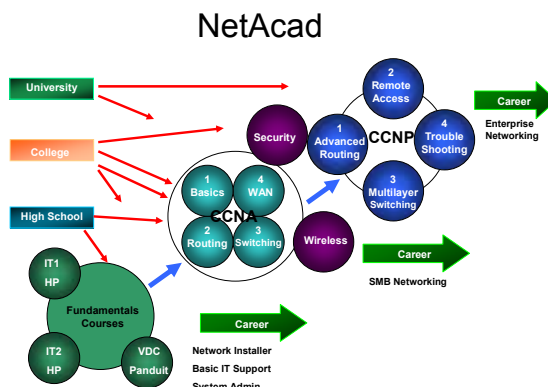 NetAcad
University
College
High School
Security
2
Remote
Access
1
Advanced
Routing
CCNP
4
Trouble
Shooting
3
Multilayer
Switching
Career
Enterprise
Networking
1
Basics
4
WAN
CCNA
2
Routing
3
Switching
Wireless
Career
SMB Networking
IT1
HP
Fundamentals
Courses
IT2
HP
VDC
Panduit
Career
Network Installer
Basic IT Support
System Admin